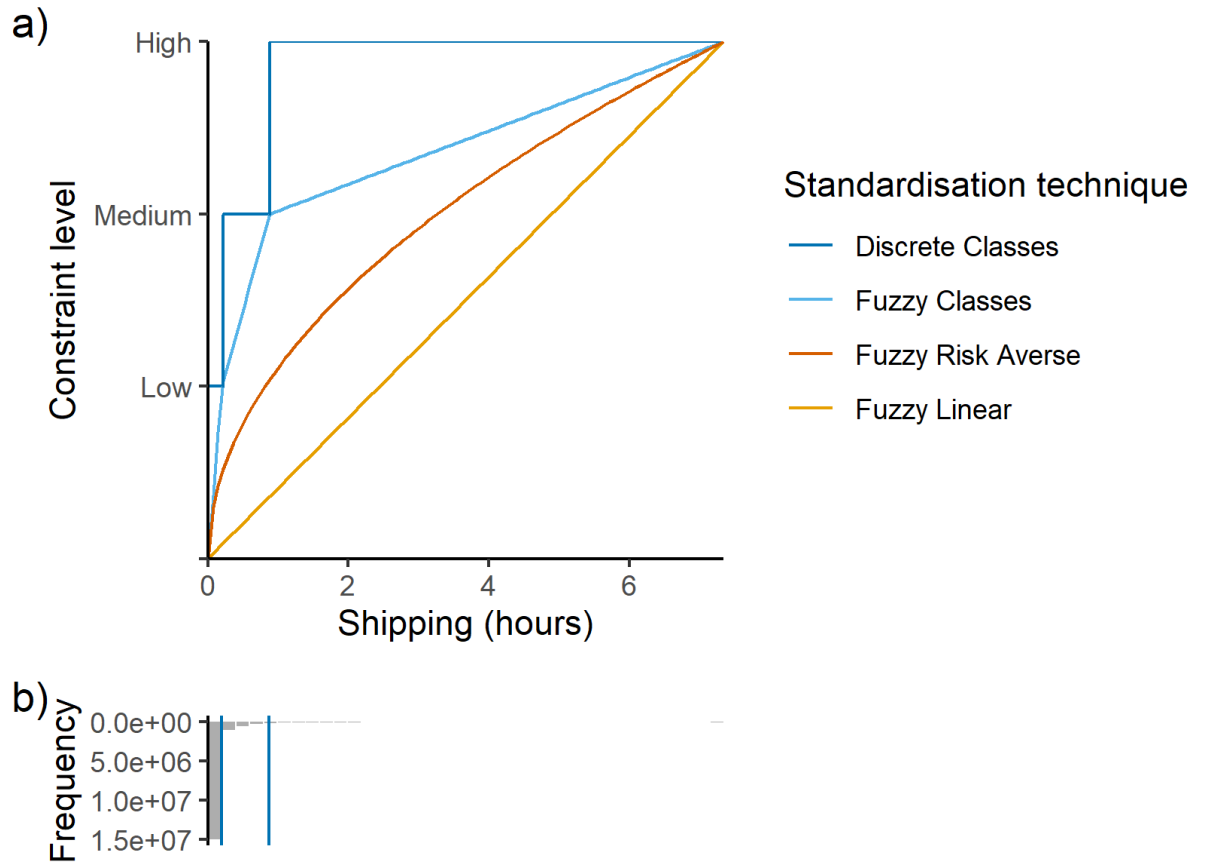 a)
High
Medium
Low
Constraint level
0 2 4 6
Shipping (hours)
Standardisation technique
Discrete Classes
Fuzzy Classes
Fuzzy Risk Averse
Fuzzy Linear
b)
Frequency
0.0e+00
5.0e+06
1.0e+07
1.5e+07